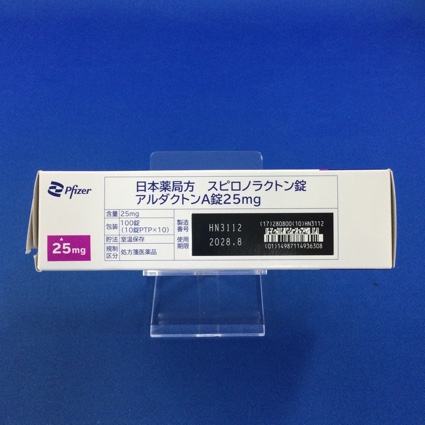 Pfizer
日本薬局方 スピロノラクトン錠
アルダクトンA錠25mg
25mg
含量 25mg
包装 100錠
(10錠PTP×10)
貯法 室温保存
規制区分 処方箋医薬品
製造番号 HN3112
使用期限 2028.8
(17)280800(10)HN3112
(01)14987114936308